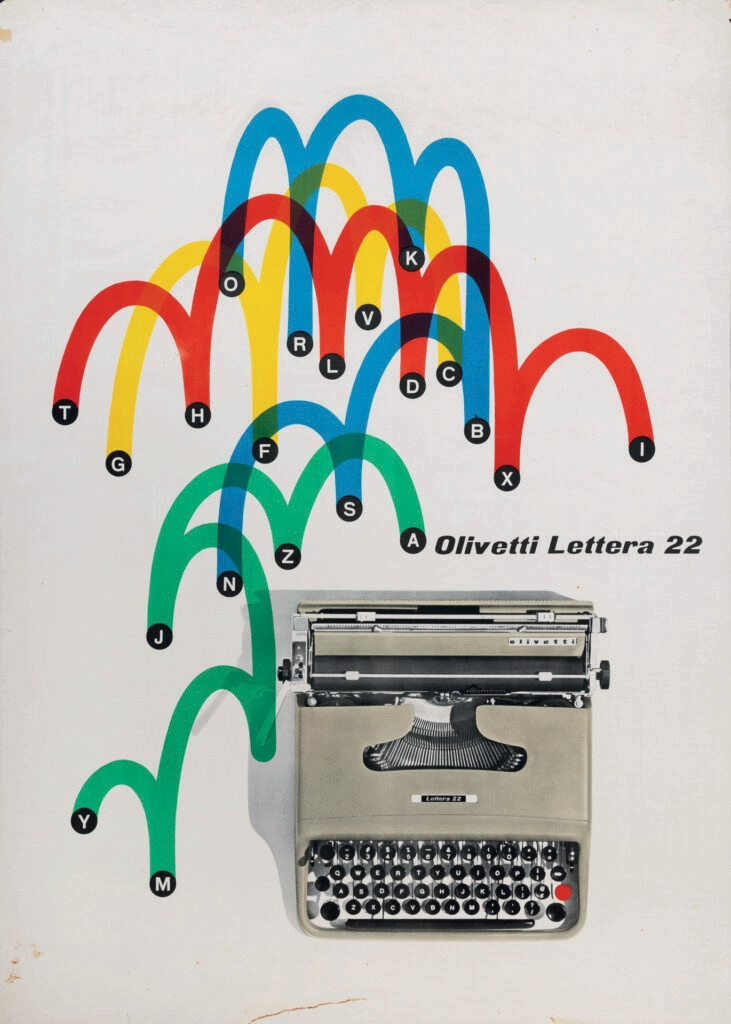 K
O
V
R
L
C
D
T
H
B
F
I
G
X
S
A Olivetti Lettera 22
Z
N
J
olivetti
Y
Lettera 22
Q W E R T Y U I O P
A S D F G H J K L
Z X C V B N M
M